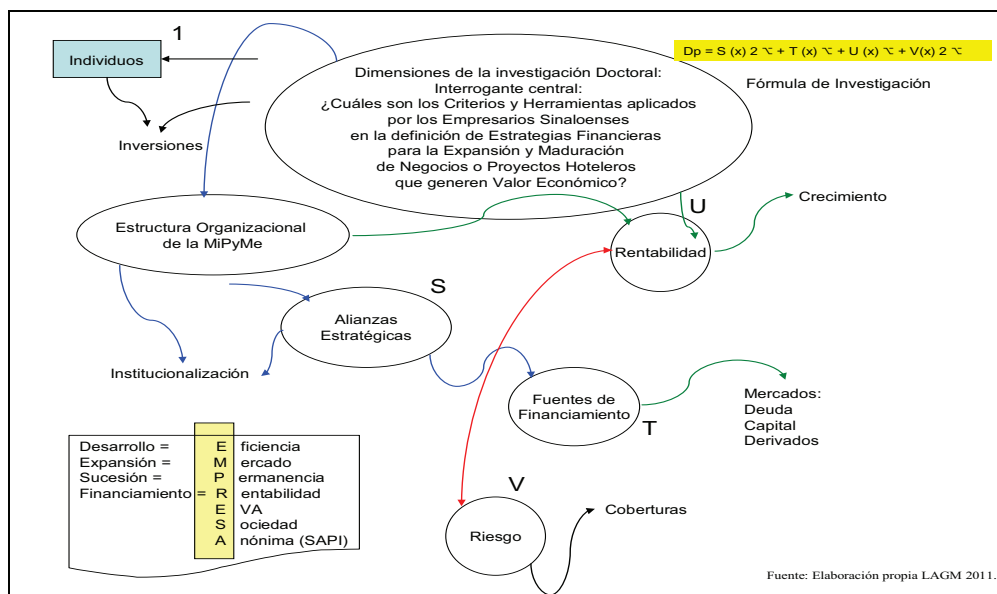 1
Individuos
Inversiones
Dp = S (x) 2 ⪸ + T (x) ⪸ + U (x) ⪸ + V(x) 2 ⪸
Fórmula de Investigación
Dimensiones de la investigación Doctoral:
Interrogante central:
¿Cuáles son los Criterios y Herramientas aplicados
por los Empresarios Sinaloenses
en la definición de Estrategias Financieras
para la Expansión y Maduración
de Negocios o Proyectos Hoteleros
que generen Valor Económico?
Estructura Organizacional
de la MiPyMe
U
Rentabilidad
Crecimiento
S
Alianzas
Estratégicas
Institucionalización
Fuentes de
Financiamiento
T
Mercados:
Deuda
Capital
Derivados
Desarrollo = E ficiencia
Expansión = M ercado
Sucesión = P ermanencia
Financiamiento = R entabilidad
E VA
S ociedad
A nónima (SAPI)
V
Riesgo
Coberturas
Fuente: Elaboración propia LAGM 2011.